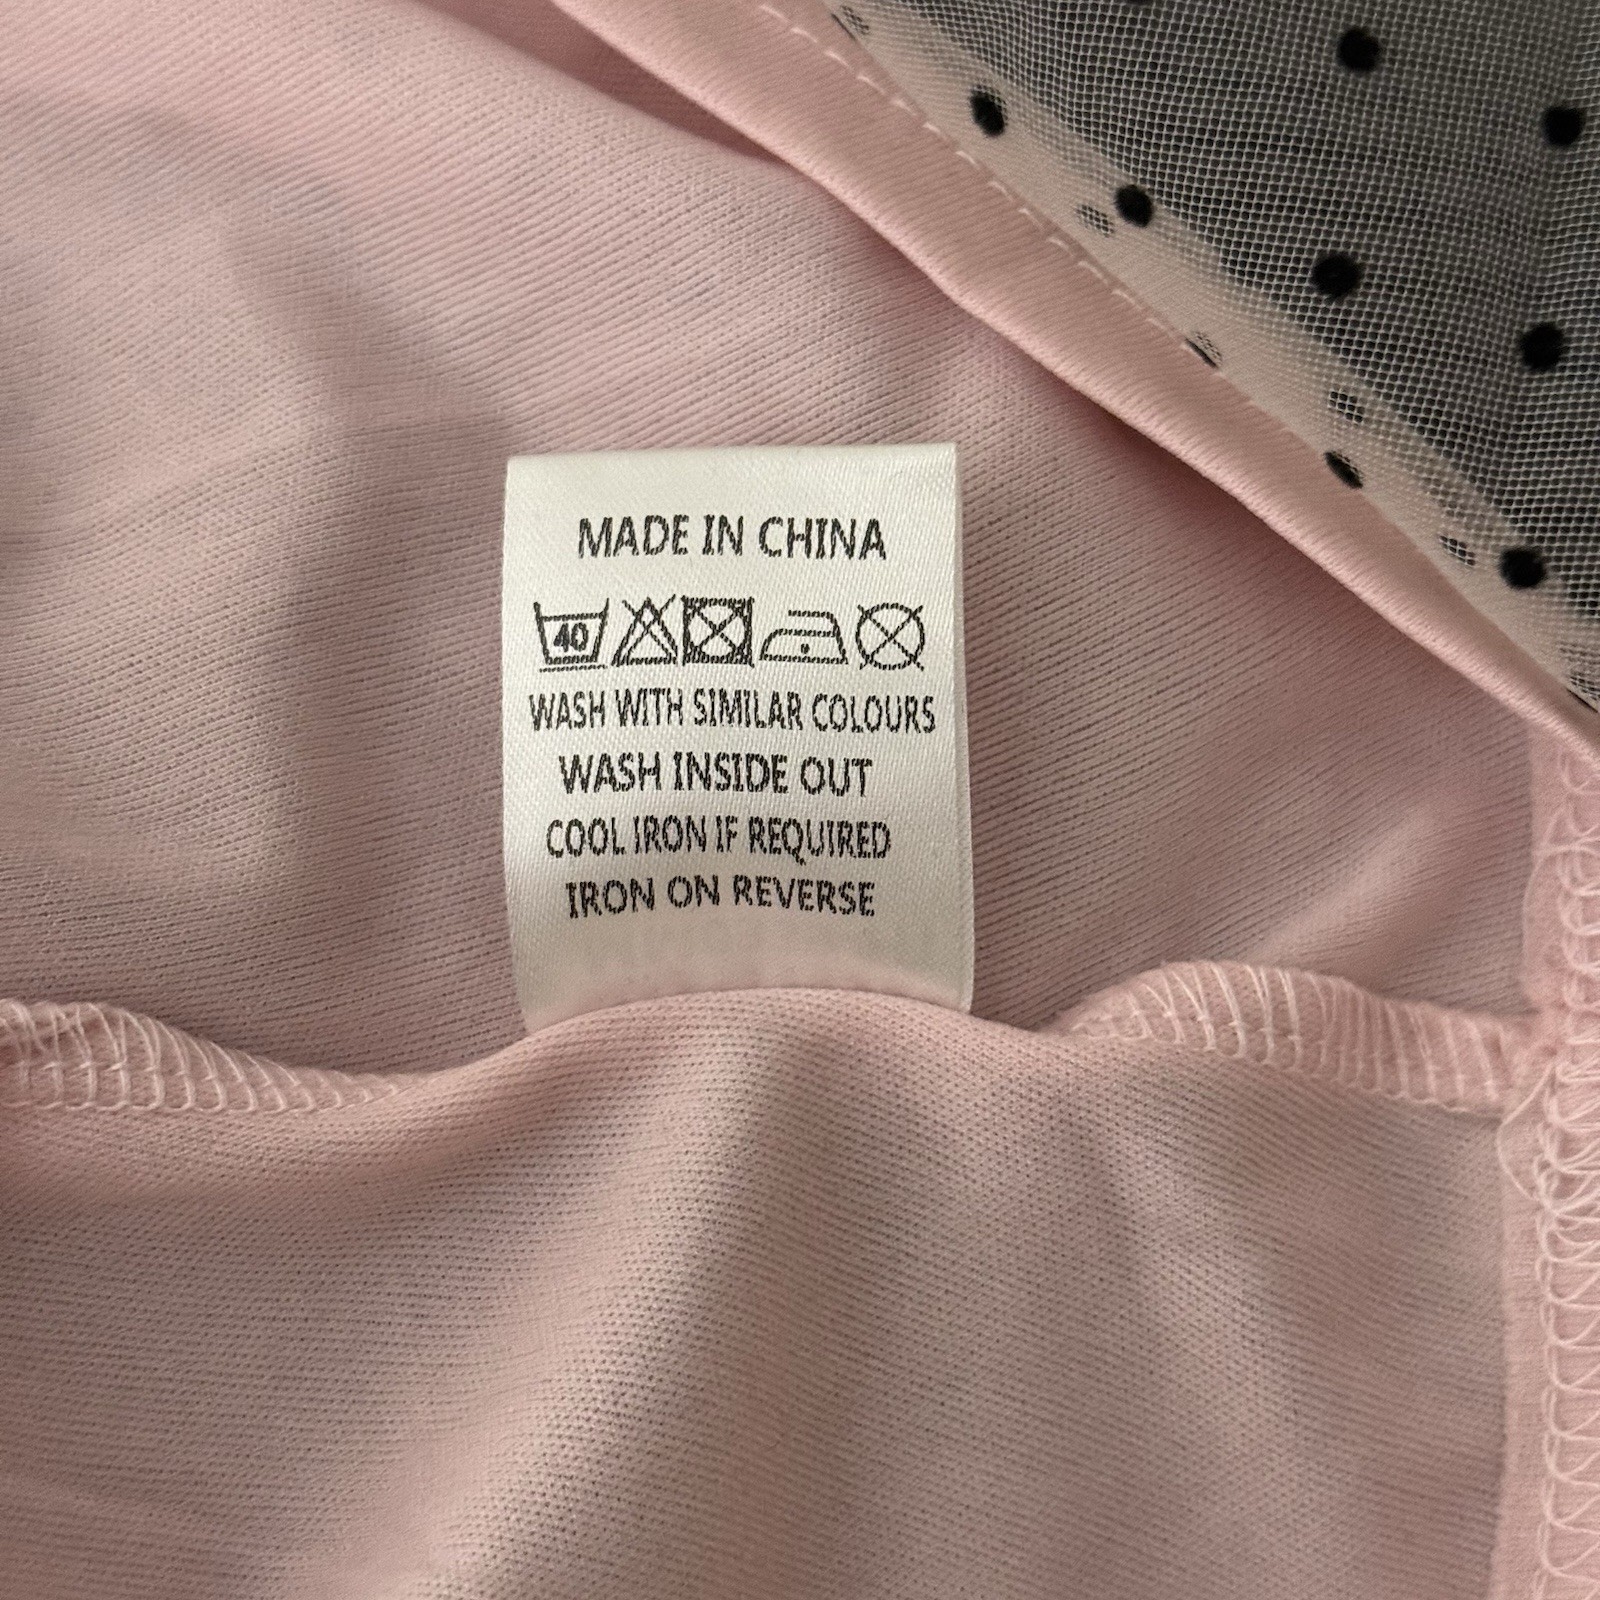 MADE IN CHINA
40
WASH WITH SIMILAR COLOURS
WASH INSIDE OUT
COOL IRON IF REQUIRED
IRON ON REVERSE